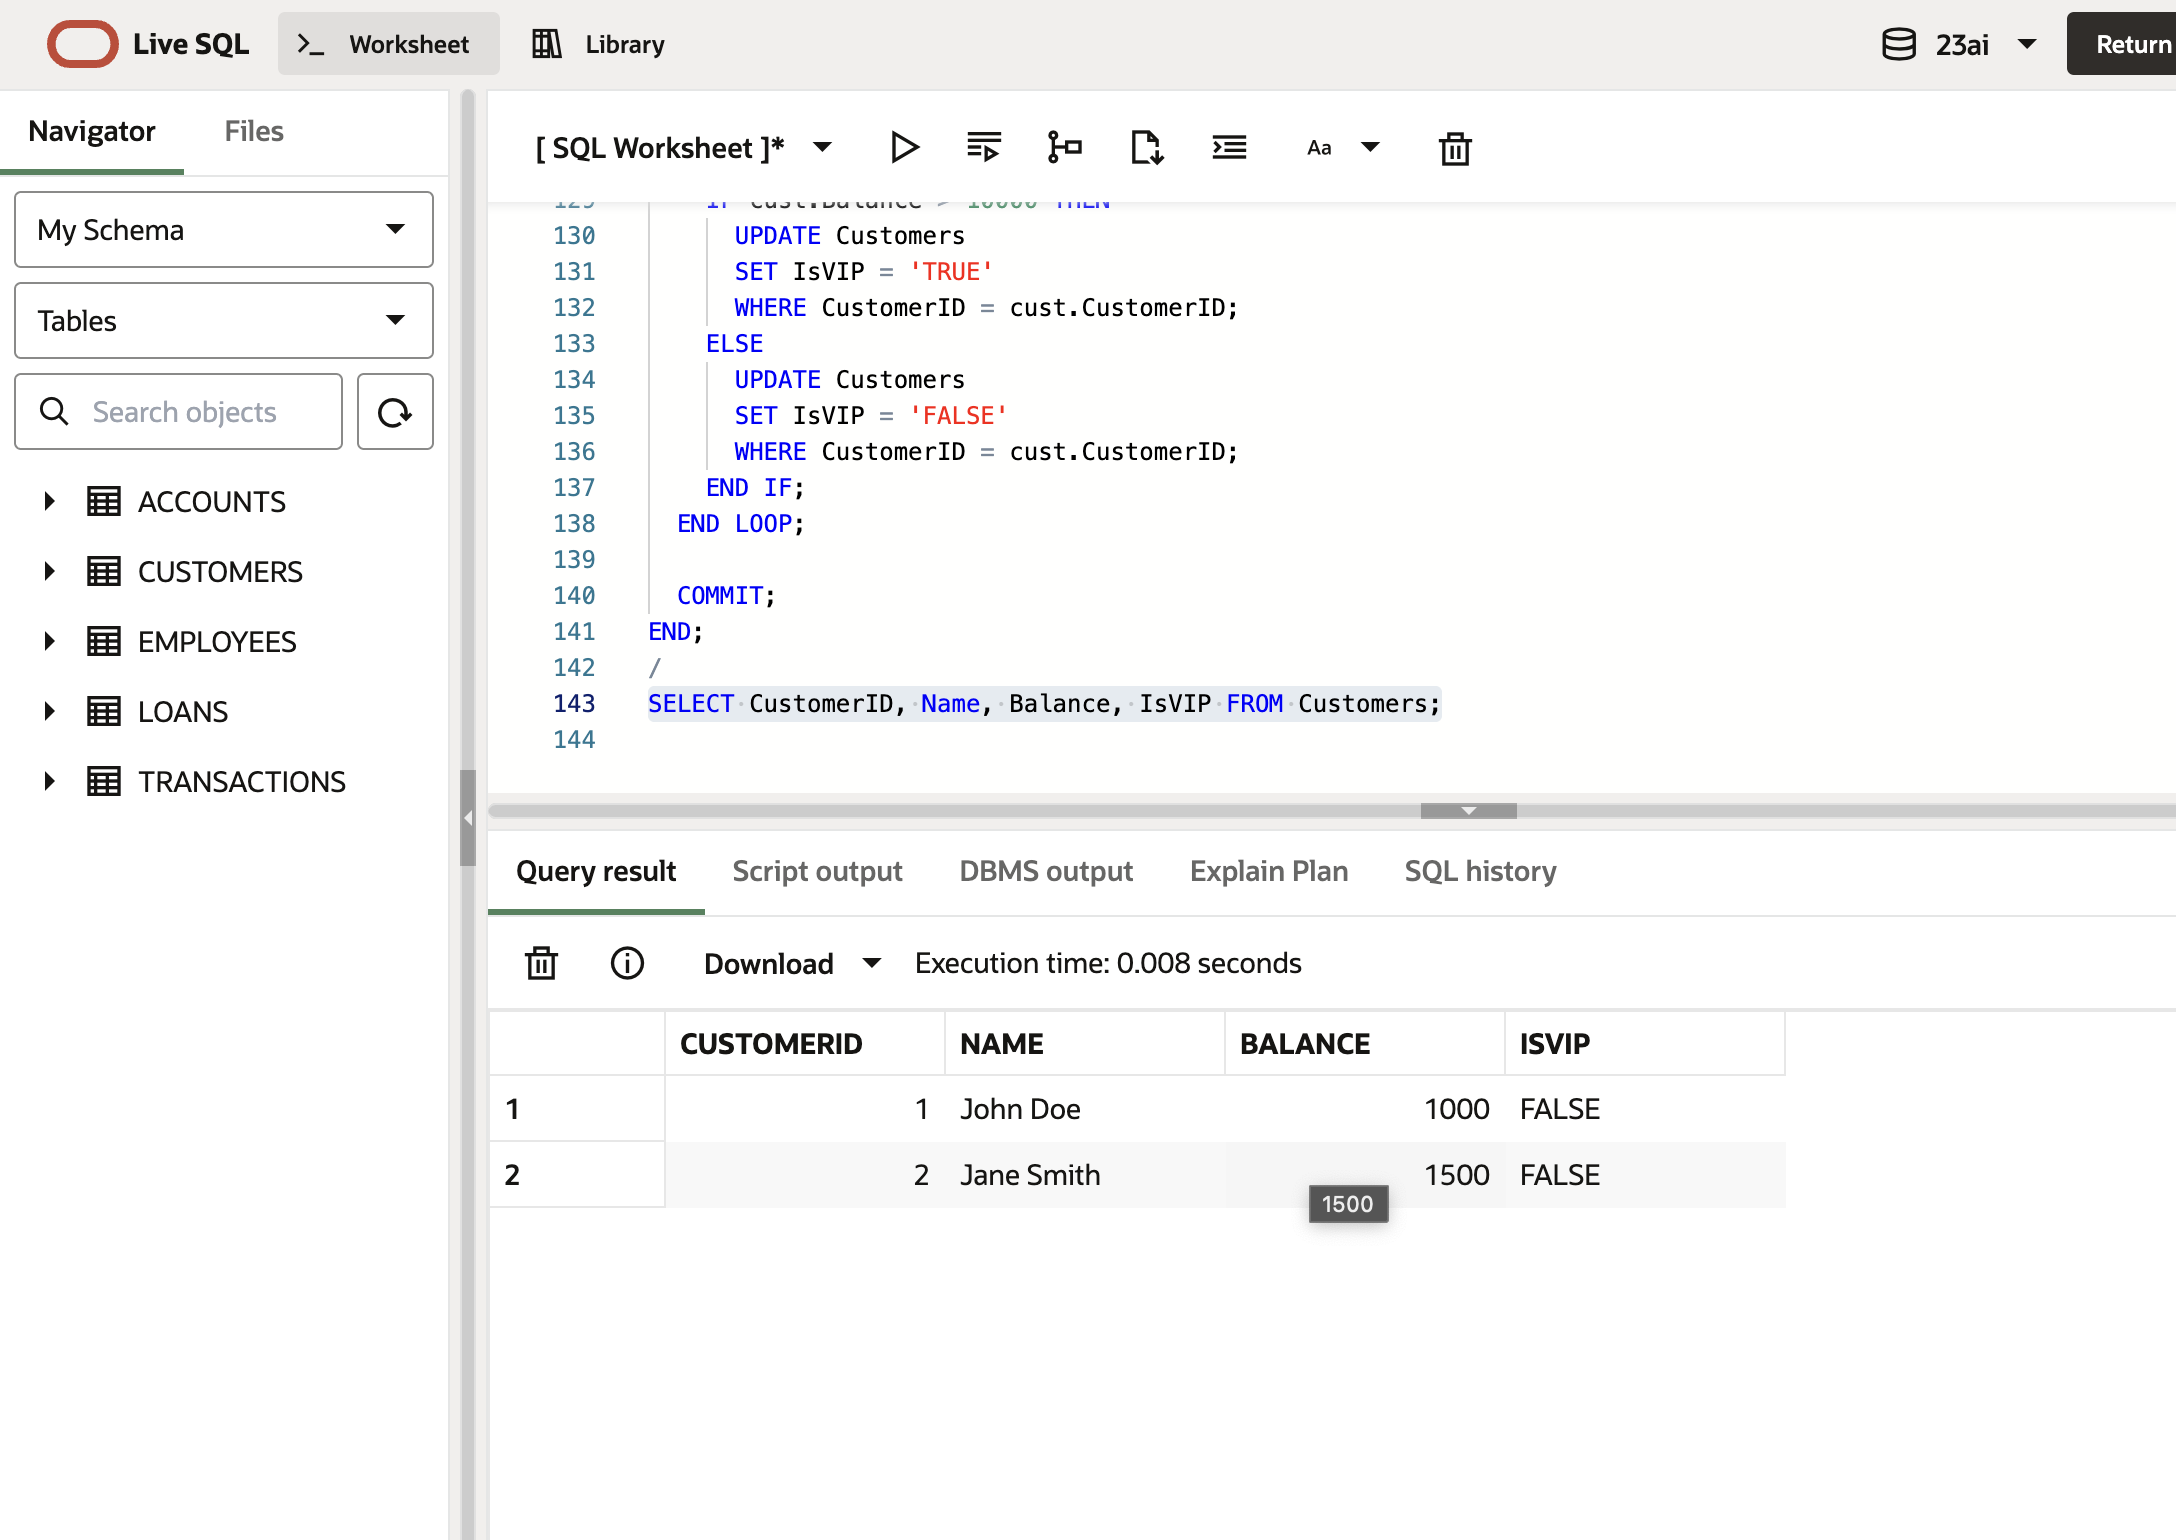 Live SQL
Worksheet
Library
23ai
Return
Navigator
Files
My Schema
Tables
Search objects
ACCOUNTS
CUSTOMERS
EMPLOYEES
LOANS
TRANSACTIONS
[ SQL Worksheet ]*
Aa
129 IF cust.Balance > 10000 THEN
130 UPDATE Customers
131 SET IsVIP = 'TRUE'
132 WHERE CustomerID = cust.CustomerID;
133 ELSE
134 UPDATE Customers
135 SET IsVIP = 'FALSE'
136 WHERE CustomerID = cust.CustomerID;
137 END IF;
138 END LOOP;
139
140 COMMIT;
141 END;
142 /
143 SELECT CustomerID, Name, Balance, IsVIP FROM Customers;
144
Query result
Script output
DBMS output
Explain Plan
SQL history
Download
Execution time: 0.008 seconds
CUSTOMERID NAME BALANCE ISVIP
1 1 John Doe 1000 FALSE
2 2 Jane Smith 1500 FALSE
1500